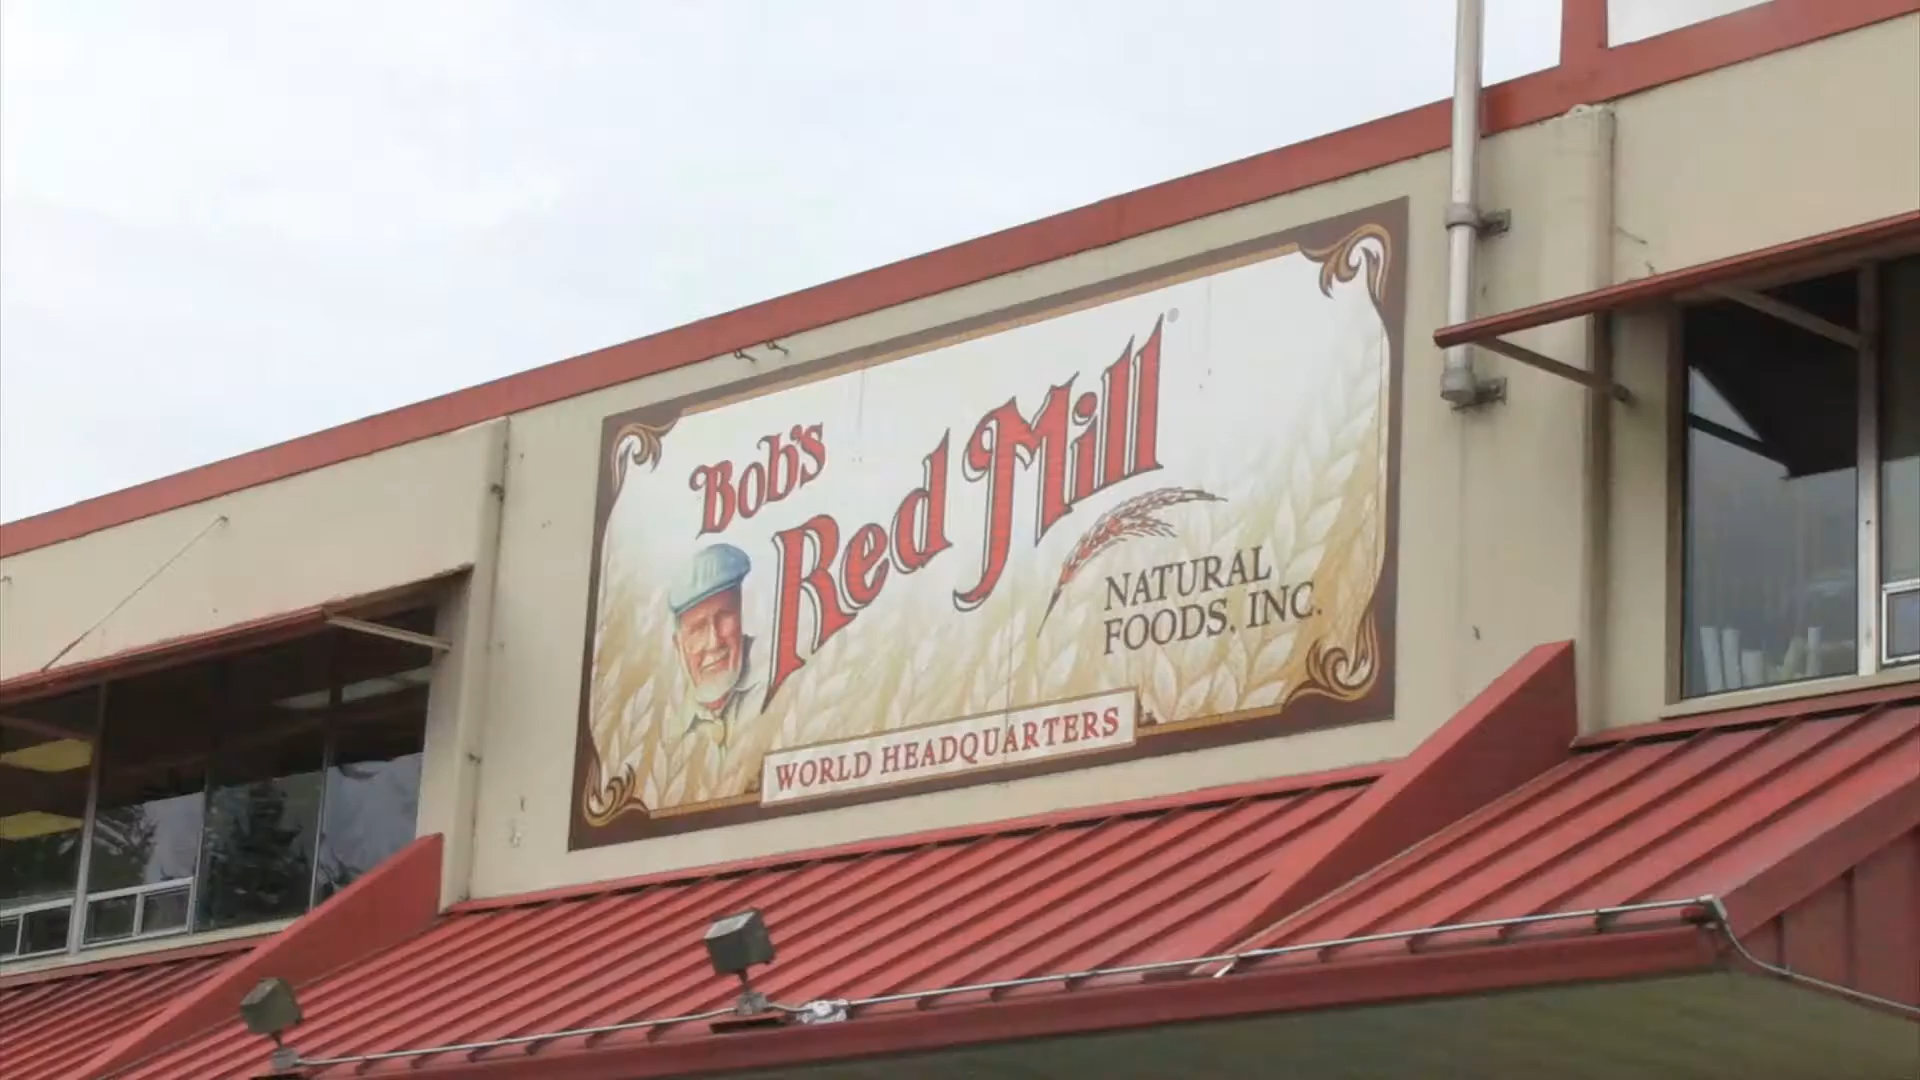 Bob's
Red Mill®
NATURAL
FOODS, INC.
WORLD HEADQUARTERS